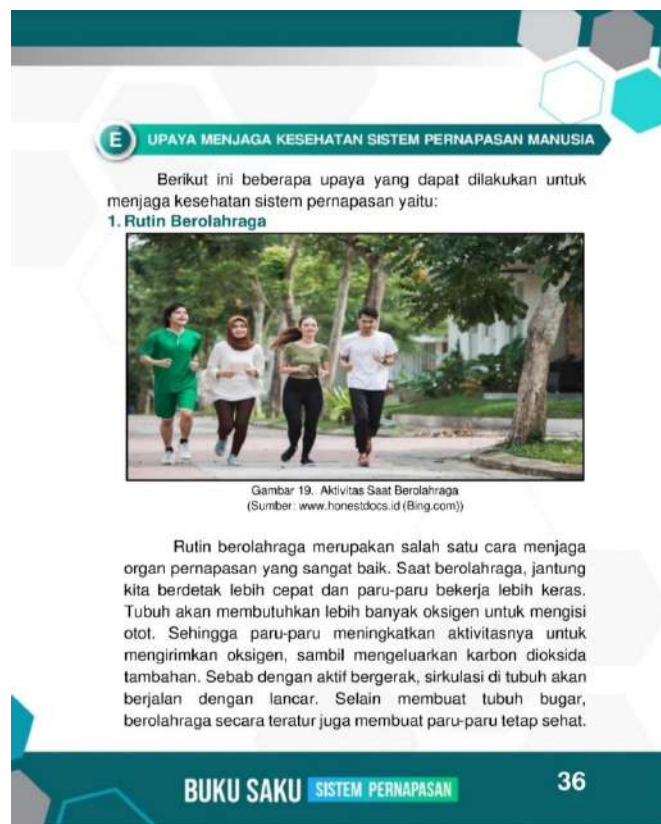 E UPAYA MENJAGA KESEHATAN SISTEM PERNAPASAN MANUSIA
Berikut ini beberapa upaya yang dapat dilakukan untuk
menjaga kesehatan sistem pernapasan yaitu:
1. Rutin Berolahraga
Gambar 19.. Aktivitas Saat Berolahraga
(Sumber: www.honestdocs.id (Bing.com))
Rutin berolahraga merupakan salah satu cara menjaga
organ pernapasan yang sangat baik. Saat berolahraga, jantung
kita berdetak lebih cepat dan paru-paru bekerja lebih keras.
Tubuh akan membutuhkan lebih banyak oksigen untuk mengisi
otot. Sehingga paru-paru meningkatkan aktivitasnya untuk
mengirimkan oksigen, sambil mengeluarkan karbon dioksida
tambahan. Sebab dengan aktif bergerak, sirkulasi di tubuh akan
berjalan dengan lancar. Selain membuat tubuh bugar,
berolahraga secara teratur juga membuat paru-paru tetap sehat.
BUKU SAKU SISTEM PERNAPASAN 36